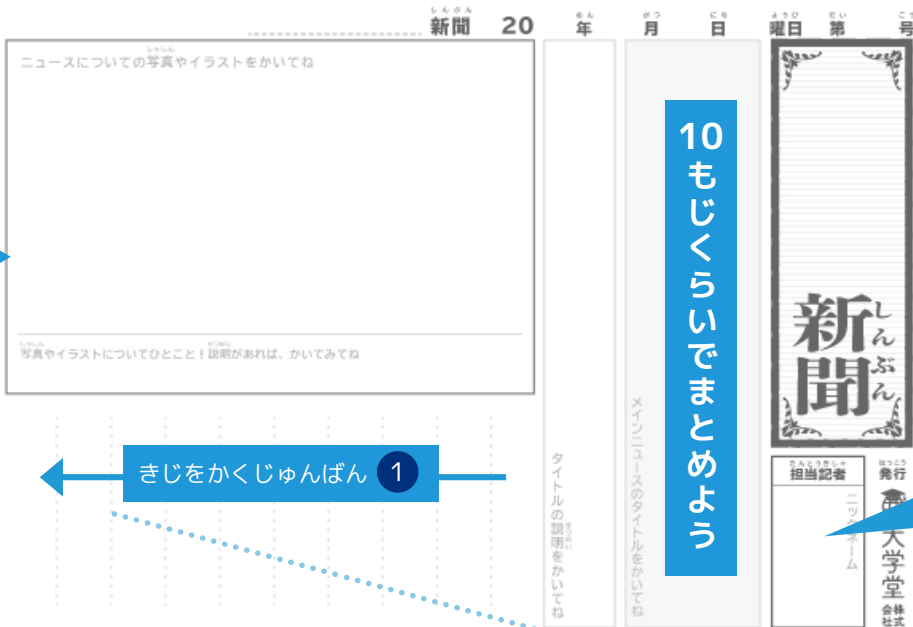 新聞 20 年 月 日 曜日 第 号
しんぶん
新聞
担当記者
ニックネーム
発行
大学堂
株式会社
10もじくらいでまとめよう
メインニュースのタイトルをかいてね
タイトルの説明をかいてね
ニュースについての写真やイラストをかいてね
写真やイラストについてひとこと！説明があれば、かいてみてね
きじをかくじゅんばん 1